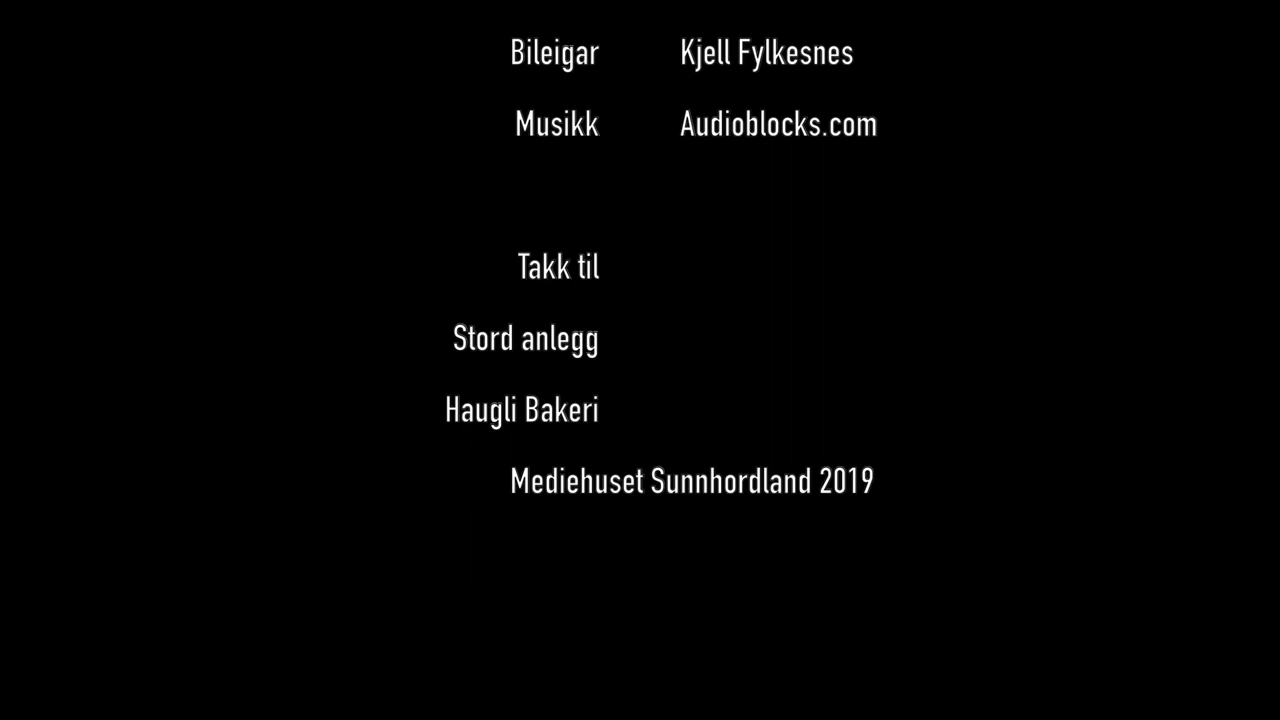 Bileigar Kjell Fylkesnes
Musikk Audioblocks.com
Takk til
Stord anlegg
Haugli Bakeri
Mediehuset Sunnhordland 2019